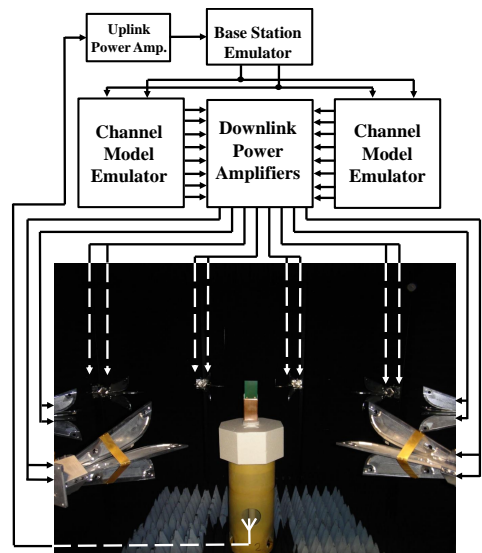 Uplink
Power Amp.
Base Station
Emulator
Channel
Model
Emulator
Downlink
Power
Amplifiers
Channel
Model
Emulator